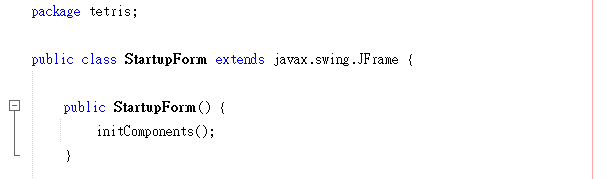 package tetris;
public class StartupForm extends javax.swing.JFrame {
public StartupForm() {
initComponents();
}